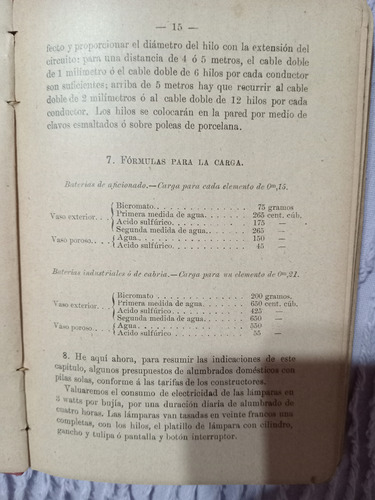 — 15 —
fecto y proporcionar el diámetro del hilo con la extensión del
circuito: para una distancia de 4 ó 5 metros, el cable doble
de 1 milímetro ó el cable doble de 6 hilos por cada conductor
son suficientes; arriba de 5 metros hay que recurrir al cable
doble de 2 milímetros ó al cable doble de 12 hilos por cada
conductor. Los hilos se colocarán en la pared por medio de
clavos esmaltados ó sobre poleas de porcelana.
7. FÓRMULAS PARA LA CARGA.
Baterías de aficionado.—Carga para cada elemento de 0m,15.
Vaso exterior. { Bicromato. 75 gramos
Primera medida de agua. 265 cent. cúb.
Acido sulfúrico. 175 —
Segunda medida de agua. 265 —
Vaso poroso. { Agua. 150 —
Acido sulfúrico. 45 —
Baterías industriales ó de cabria. — Carga para un elemento de 0m,21.
Vaso exterior. { Bicromato. 200 gramos.
Primera medida de agua. 650 cent. cúb.
Acido sulfúrico. 425 —
Segunda medida de agua. 650 —
Vaso poroso. { Agua. 550 —
Acido sulfúrico. 55 —
8. He aquí ahora, para resumir las indicaciones de este
capítulo, algunos presupuestos de alumbrados domésticos con
pilas solas, conforme á las tarifas de los constructores.
Valuaremos el consumo de electricidad de las lámparas en
3 watts por bujía, por una duración diaria de alumbrado de
cuatro horas. Las lámparas van tasadas en veinte francos una
completas, con los hilos, el platillo de lámpara con cilindro,
gancho y tulipa ó pantalla y botón interruptor.